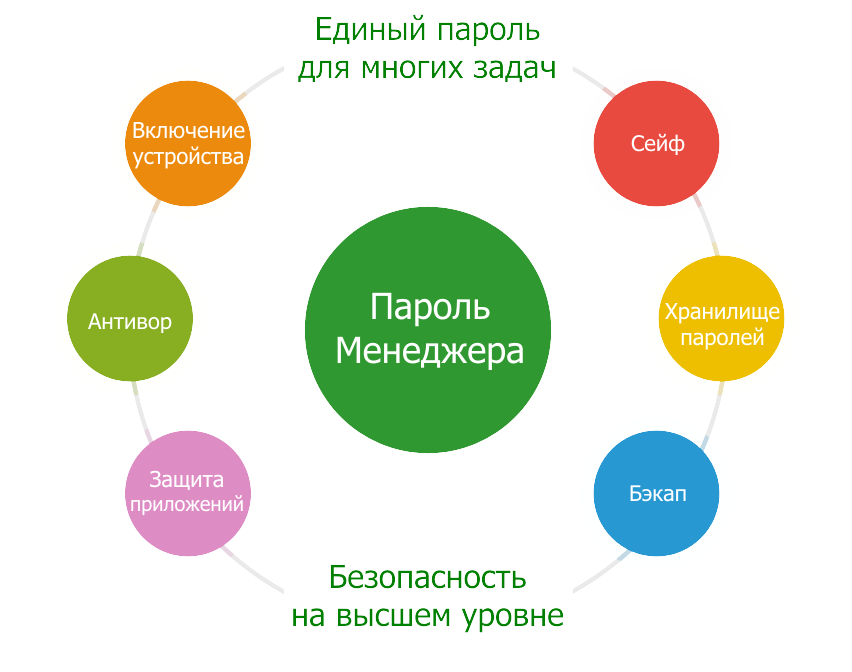 Единый пароль
для многих задач
Включение
устройства
Сейф
Антивор
Пароль
Менеджера
Хранилище
паролей
Защита
приложений
Бэкап
Безопасность
на высшем уровне